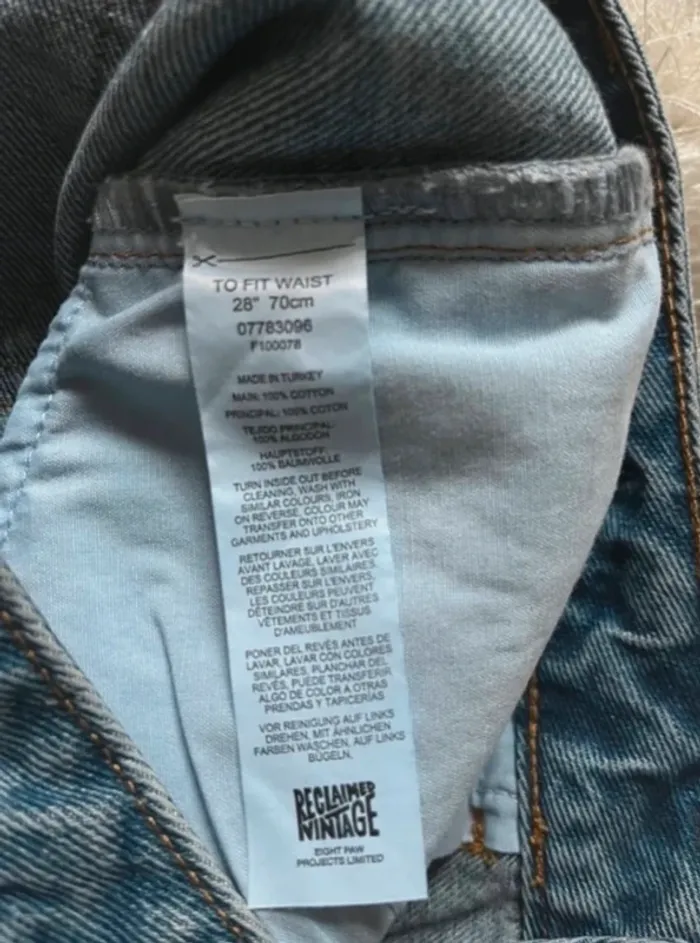 TO FIT WAIST
28" 70cm
07783096
F100078
MADE IN TURKEY
MAIN: 100% COTTON
PRINCIPAL: 100% COTON
TEJIDO PRINCIPAL:
100% ALGODON
HAUPTSTOFF:
100% BAUMWOLLE
TURN INSIDE OUT BEFORE
CLEANING, WASH WITH
SIMILAR COLOURS, IRON
ON REVERSE, COLOUR MAY
TRANSFER ONTO OTHER
GARMENTS AND UPHOLSTERY
RETOURNER SUR L'ENVERS
AVANT LAVAGE, LAVER AVEC
DES COULEURS SIMILAIRES,
REPASSER SUR L'ENVERS,
LES COULEURS PEUVENT
DÉTEINDRE SUR D'AUTRES
VÊTEMENTS ET TISSUS
D'AMEUBLEMENT
PONER DEL REVÉS ANTES DE
LAVAR, LAVAR CON COLORES
SIMILARES, PLANCHAR DEL
REVÉS, PUEDE TRANSFERIR
ALGO DE COLOR A OTRAS
PRENDAS Y TAPICERÍAS
VOR REINIGUNG AUF LINKS
DREHEN, MIT ÄHNLICHEN
FARBEN WASCHEN, AUF LINKS
BÜGELN,
RECLAIMED
VINTAGE
EIGHT PAW
PROJECTS LIMITED